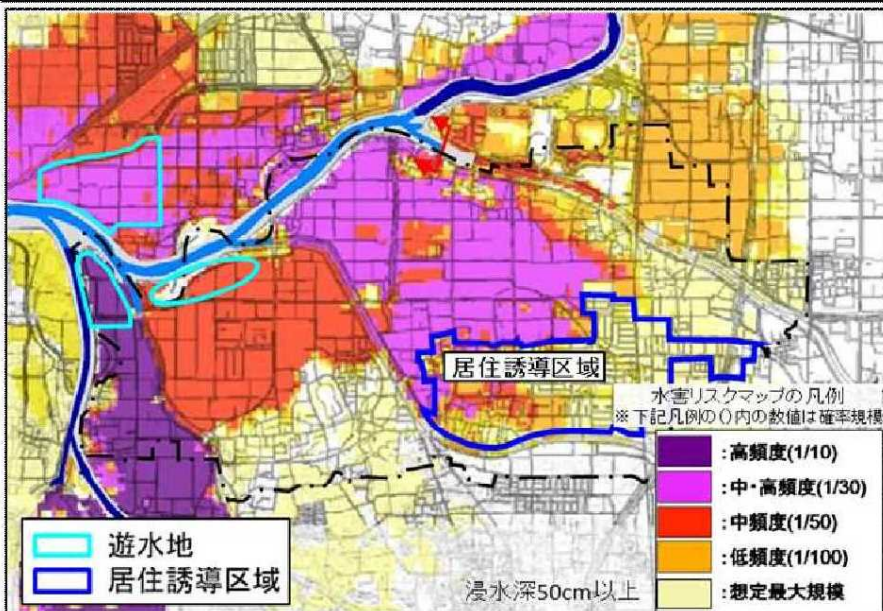 居住誘導区域
水害リスクマップの凡例
※下記凡例の()内の数値は確率規模
:高頻度(1/10)
:中・高頻度(1/30)
:中頻度(1/50)
:低頻度(1/100)
:想定最大規模
遊水地
居住誘導区域
浸水深50cm以上